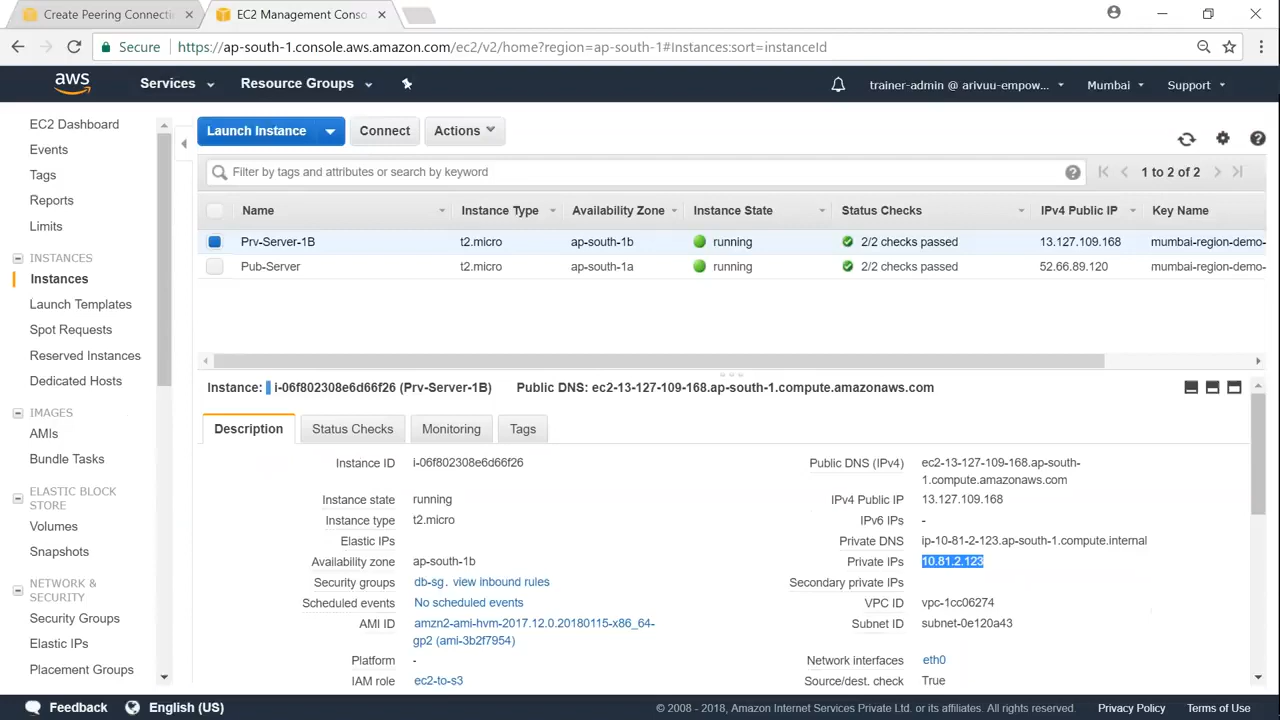 Create Peering Connecti
EC2 Management Conso
Secure
https://ap-south-1.console.aws.amazon.com/ec2/v2/home?region=ap-south-1#Instances:sort=instanceId
aws
Services
Resource Groups
trainer-admin @ arivuu-empow...
Mumbai
Support
EC2 Dashboard
Events
Tags
Reports
Limits
INSTANCES
Instances
Launch Templates
Spot Requests
Reserved Instances
Dedicated Hosts
IMAGES
AMIs
Bundle Tasks
ELASTIC BLOCK
STORE
Volumes
Snapshots
NETWORK &
SECURITY
Security Groups
Elastic IPs
Placement Groups
Launch Instance
Connect
Actions
Filter by tags and attributes or search by keyword
1 to 2 of 2
Name Instance Type Availability Zone Instance State Status Checks IPv4 Public IP Key Name
Prv-Server-1B t2.micro ap-south-1b running 2/2 checks passed 13.127.109.168 mumbai-region-demo-
Pub-Server t2.micro ap-south-1a running 2/2 checks passed 52.66.89.120 mumbai-region-demo-
Instance: i-06f802308e6d66f26 (Prv-Server-1B) Public DNS: ec2-13-127-109-168.ap-south-1.compute.amazonaws.com
Description
Status Checks
Monitoring
Tags
Instance ID i-06f802308e6d66f26
Instance state running
Instance type t2.micro
Elastic IPs
Availability zone ap-south-1b
Security groups db-sg. view inbound rules
Scheduled events No scheduled events
AMI ID amzn2-ami-hvm-2017.12.0.20180115-x86_64-
gp2 (ami-3b2f7954)
Platform -
IAM role ec2-to-s3
Public DNS (IPv4) ec2-13-127-109-168.ap-south-
1.compute.amazonaws.com
IPv4 Public IP 13.127.109.168
IPv6 IPs -
Private DNS ip-10-81-2-123.ap-south-1.compute.internal
Private IPs 10.81.2.123
Secondary private IPs
VPC ID vpc-1cc06274
Subnet ID subnet-0e120a43
Network interfaces eth0
Source/dest. check True
Feedback
English (US)
© 2008 - 2018, Amazon Internet Services Private Ltd. or its affiliates. All rights reserved.
Privacy Policy
Terms of Use